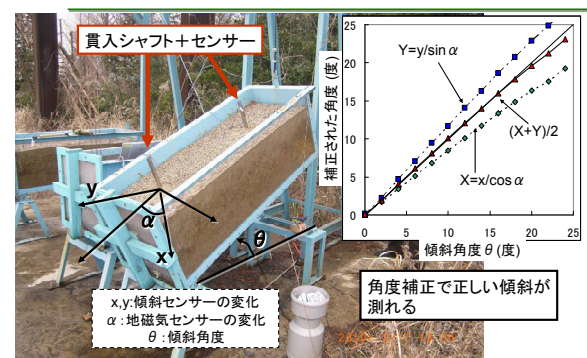 貫入シャフト＋センサー
y
α
x
θ
x,y:傾斜センサーの変化
α:地磁気センサーの変化
θ:傾斜角度
25
20
15
10
5
0
0 5 10 15 20 25
補正された角度 (度)
Y=y/sinα
(X+Y)/2
X=x/cosα
傾斜角度θ(度)
角度補正で正しい傾斜が
測れる